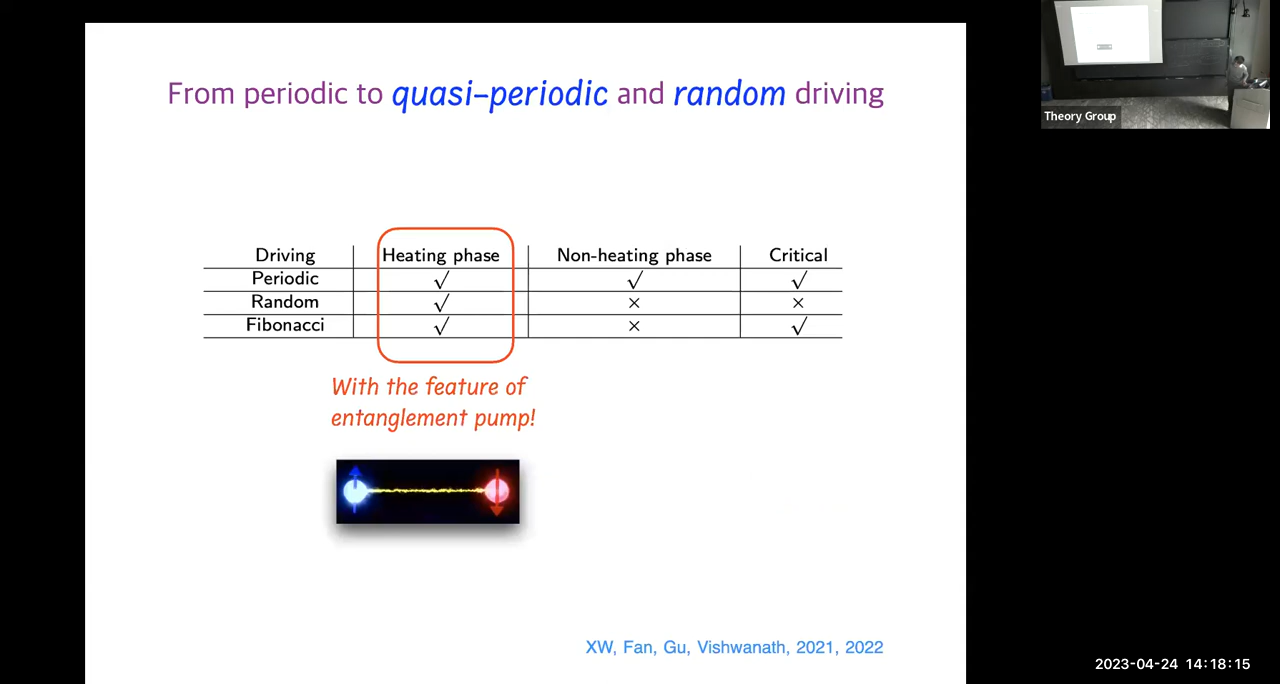 From periodic to quasi-periodic and random driving
Driving Heating phase Non-heating phase Critical
Periodic √ √ √
Random √ × ×
Fibonacci √ × √
With the feature of
entanglement pump!
XW, Fan, Gu, Vishwanath, 2021, 2022
Theory Group
2023-04-24 14:18:15